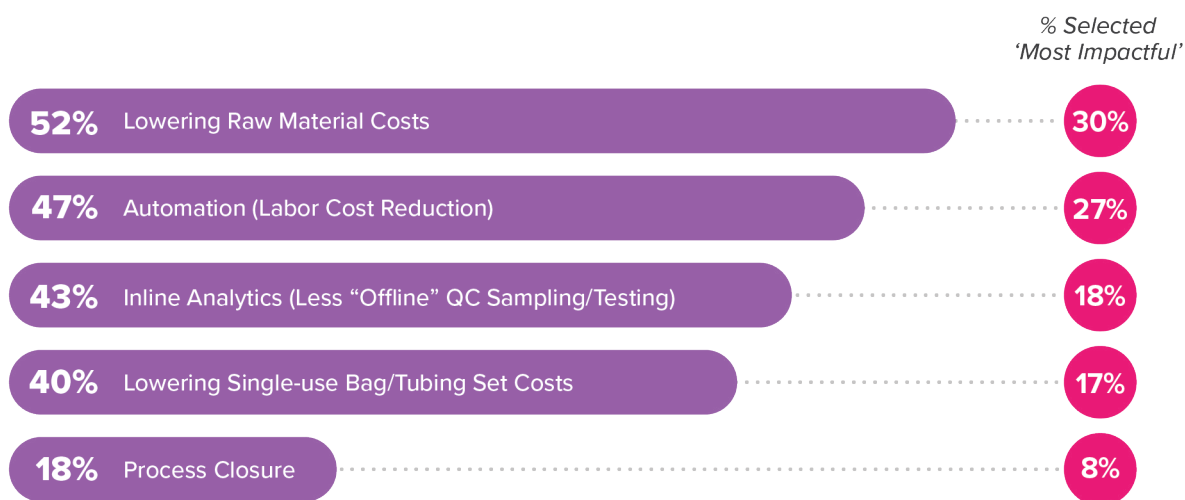 % Selected
‘Most Impactful’
52% Lowering Raw Material Costs 30%
47% Automation (Labor Cost Reduction) 27%
43% Inline Analytics (Less “Offline” QC Sampling/Testing) 18%
40% Lowering Single-use Bag/Tubing Set Costs 17%
18% Process Closure 8%